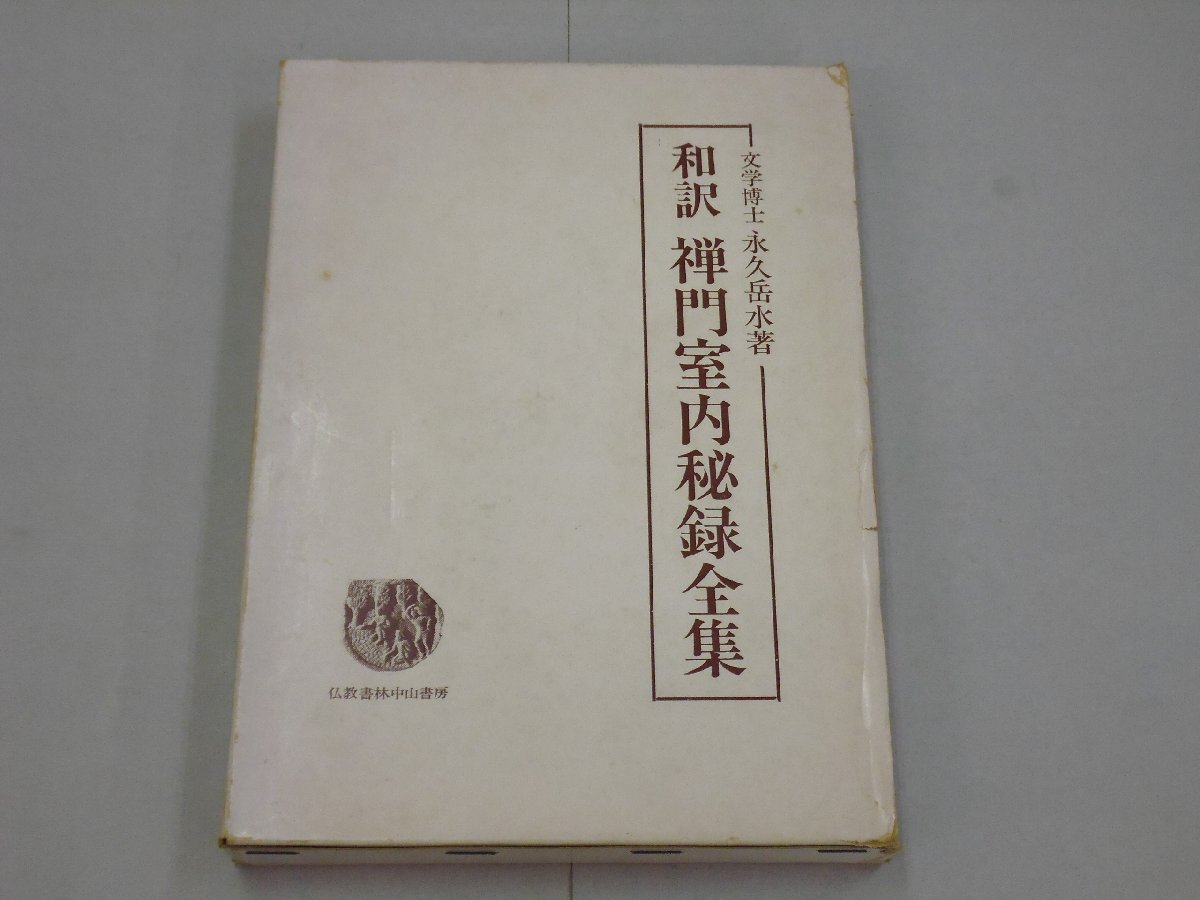 文学博士 永久岳水著
和訳 禅門室内秘録全集
仏教書林中山書房